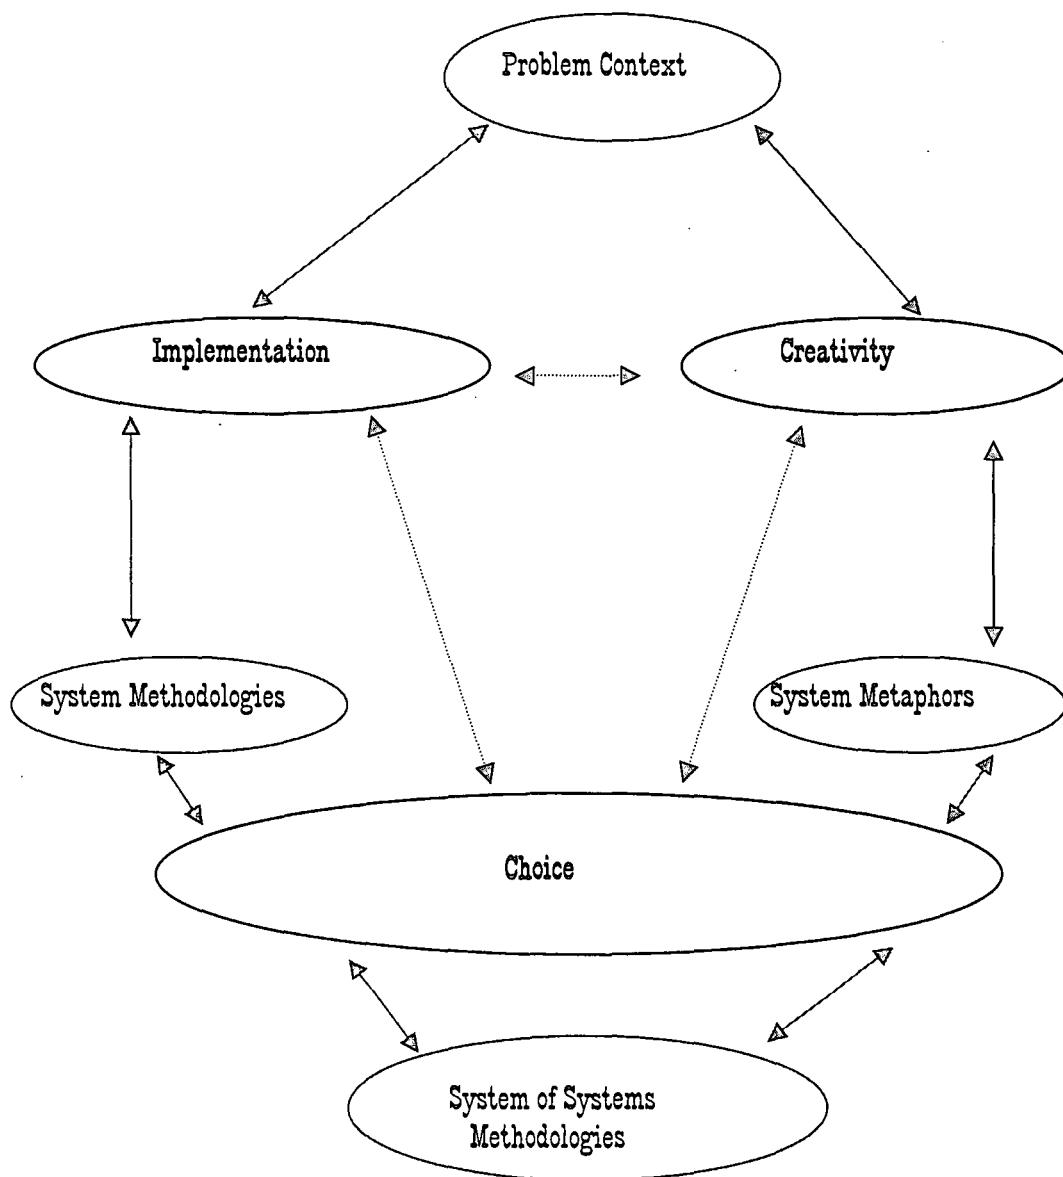 Problem Context
Implementation
Creativity
System Methodologies
System Metaphors
Choice
System of Systems
Methodologies